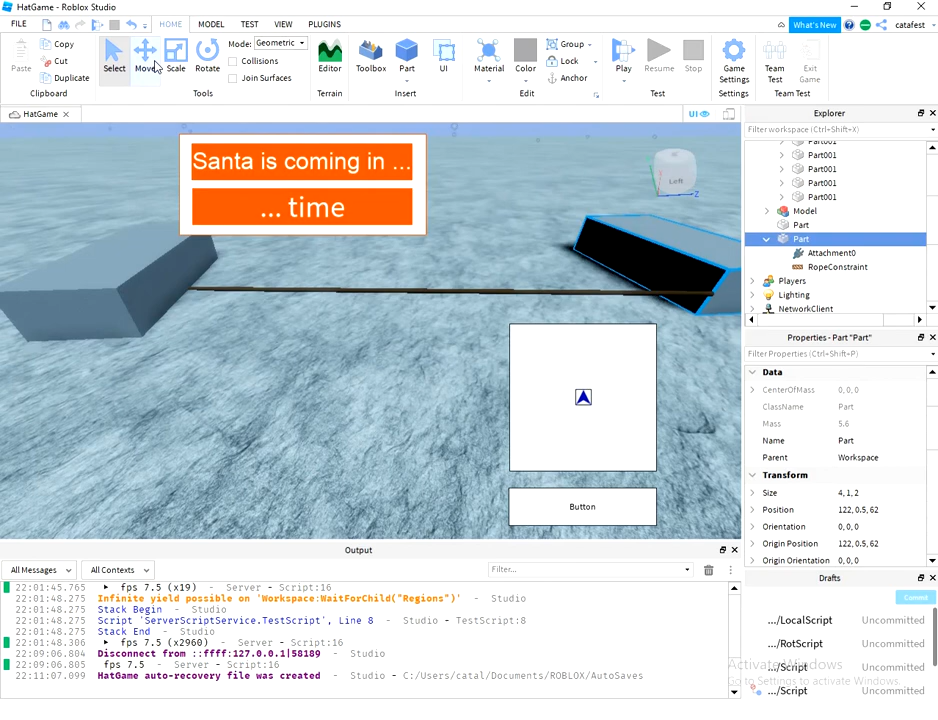 HatGame - Roblox Studio
FILE HOME MODEL TEST VIEW PLUGINS What's New catafest
Paste Copy Cut Duplicate Clipboard
Select Move Scale Rotate Mode: Geometric Collisions Join Surfaces Tools
Editor Terrain
Toolbox Part UI Insert
Material Color Group Lock Anchor Edit
Play Resume Stop Test
Game Settings Settings
Team Test Exit Game Team Test
HatGame UI
Santa is coming in ...
... time
Left Z
Button
Explorer
Filter workspace (Ctrl+Shift+X)
Part001
Part001
Part001
Part001
Part001
Model
Part
Part
Attachment0
RopeConstraint
Players
Lighting
NetworkClient
Properties - Part "Part"
Filter Properties (Ctrl+Shift+P)
Data
CenterOfMass 0, 0, 0
ClassName Part
Mass 5.6
Name Part
Parent Workspace
Transform
Size 4, 1, 2
Position 122, 0.5, 62
Orientation 0, 0, 0
Origin Position 122, 0.5, 62
Origin Orientation 0, 0, 0
Drafts
Commit
.../LocalScript Uncommitted
.../RotScript Uncommitted
.../Script Uncommitted
.../Script Uncommitted
Activate Windows
Go to Settings to activate Windows.
Output
All Messages All Contexts Filter...
22:01:45.765 fps 7.5 (x19) - Server - Script:16
22:01:48.275 Infinite yield possible on 'Workspace:WaitForChild("Regions")' - Studio
22:01:48.275 Stack Begin - Studio
22:01:48.275 Script 'ServerScriptService.TestScript', Line 8 - Studio - TestScript:8
22:01:48.275 Stack End - Studio
22:01:48.306 fps 7.5 (x2960) - Server - Script:16
22:09:06.804 Disconnect from ::ffff:127.0.0.1|58189 - Studio
22:09:06.805 fps 7.5 - Server - Script:16
22:11:07.099 HatGame auto-recovery file was created - Studio - C:/Users/catal/Documents/ROBLOX/AutoSaves